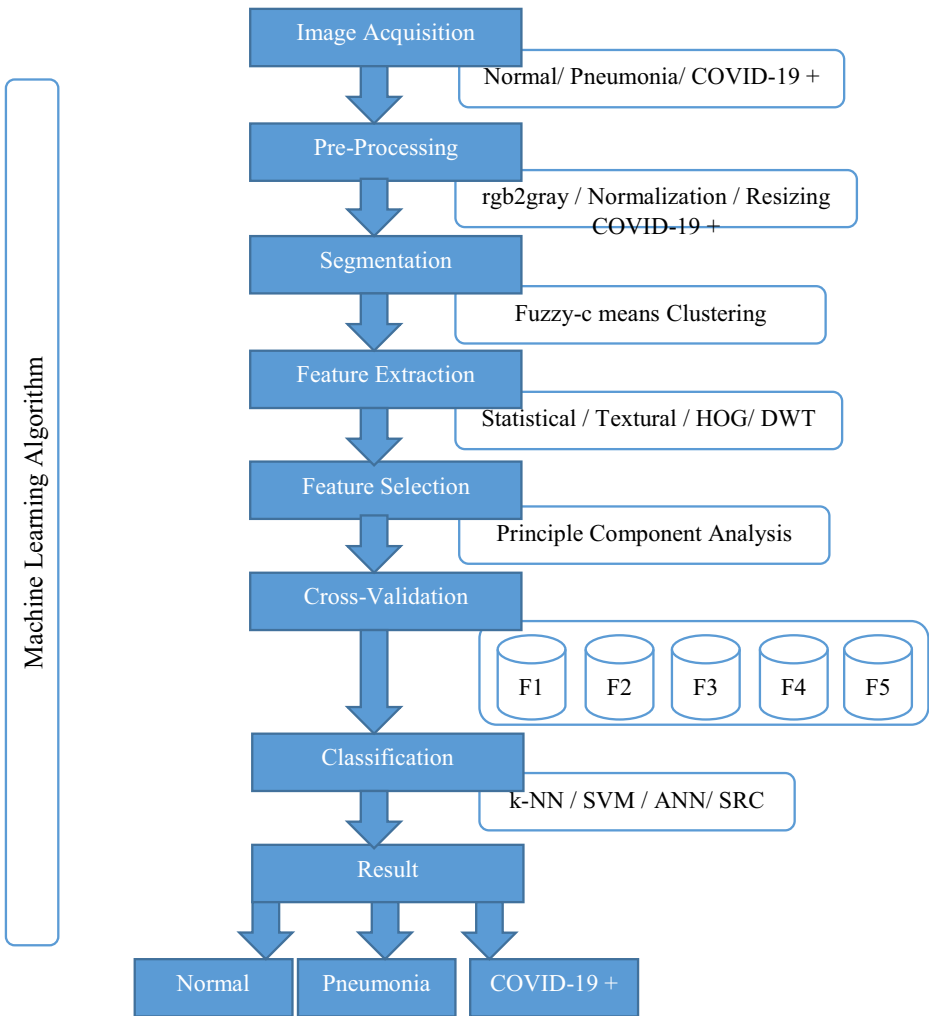 Image Acquisition
Normal/ Pneumonia/ COVID-19 +
Pre-Processing
rgb2gray / Normalization / Resizing
COVID-19 +
Segmentation
Fuzzy-c means Clustering
Feature Extraction
Statistical / Textural / HOG/ DWT
Feature Selection
Principle Component Analysis
Cross-Validation
F1 F2 F3 F4 F5
Classification
k-NN / SVM / ANN/ SRC
Result
Normal Pneumonia COVID-19 +
Machine Learning Algorithm